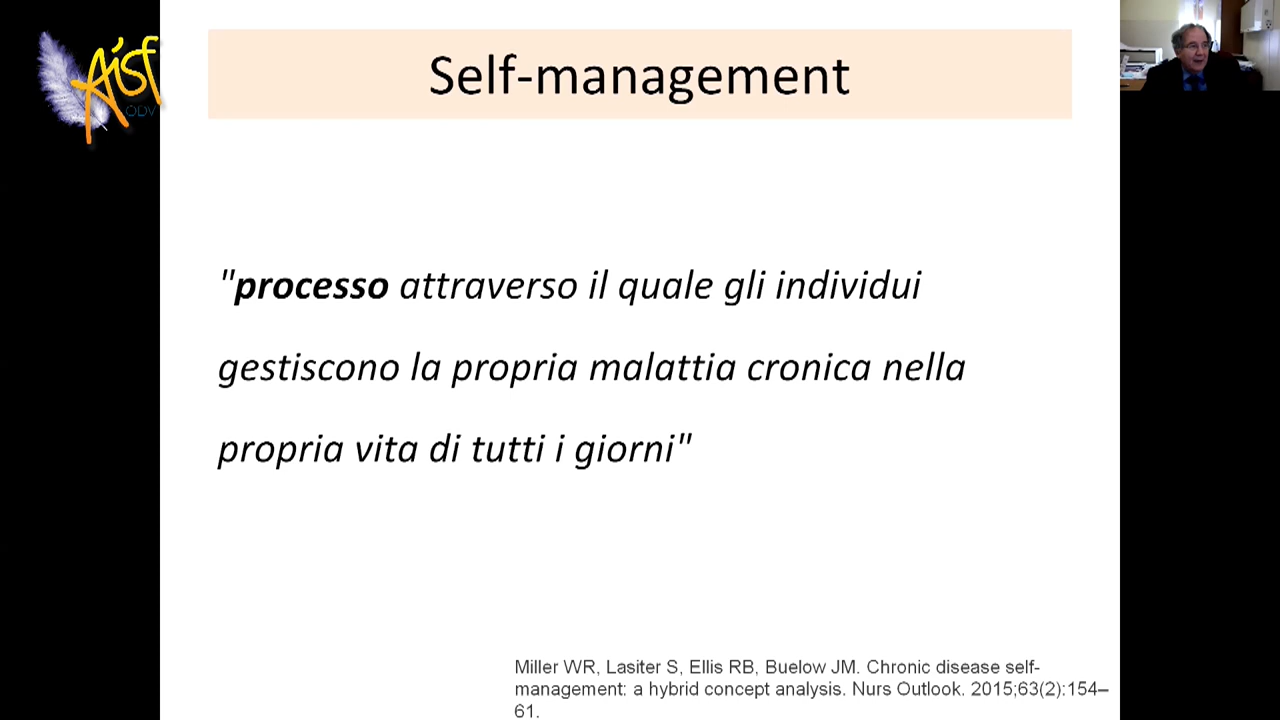 Aisf
ODV
Self-management
"processo attraverso il quale gli individui
gestiscono la propria malattia cronica nella
propria vita di tutti i giorni"
Miller WR, Lasiter S, Ellis RB, Buelow JM. Chronic disease self-
management: a hybrid concept analysis. Nurs Outlook. 2015;63(2):154–
61.